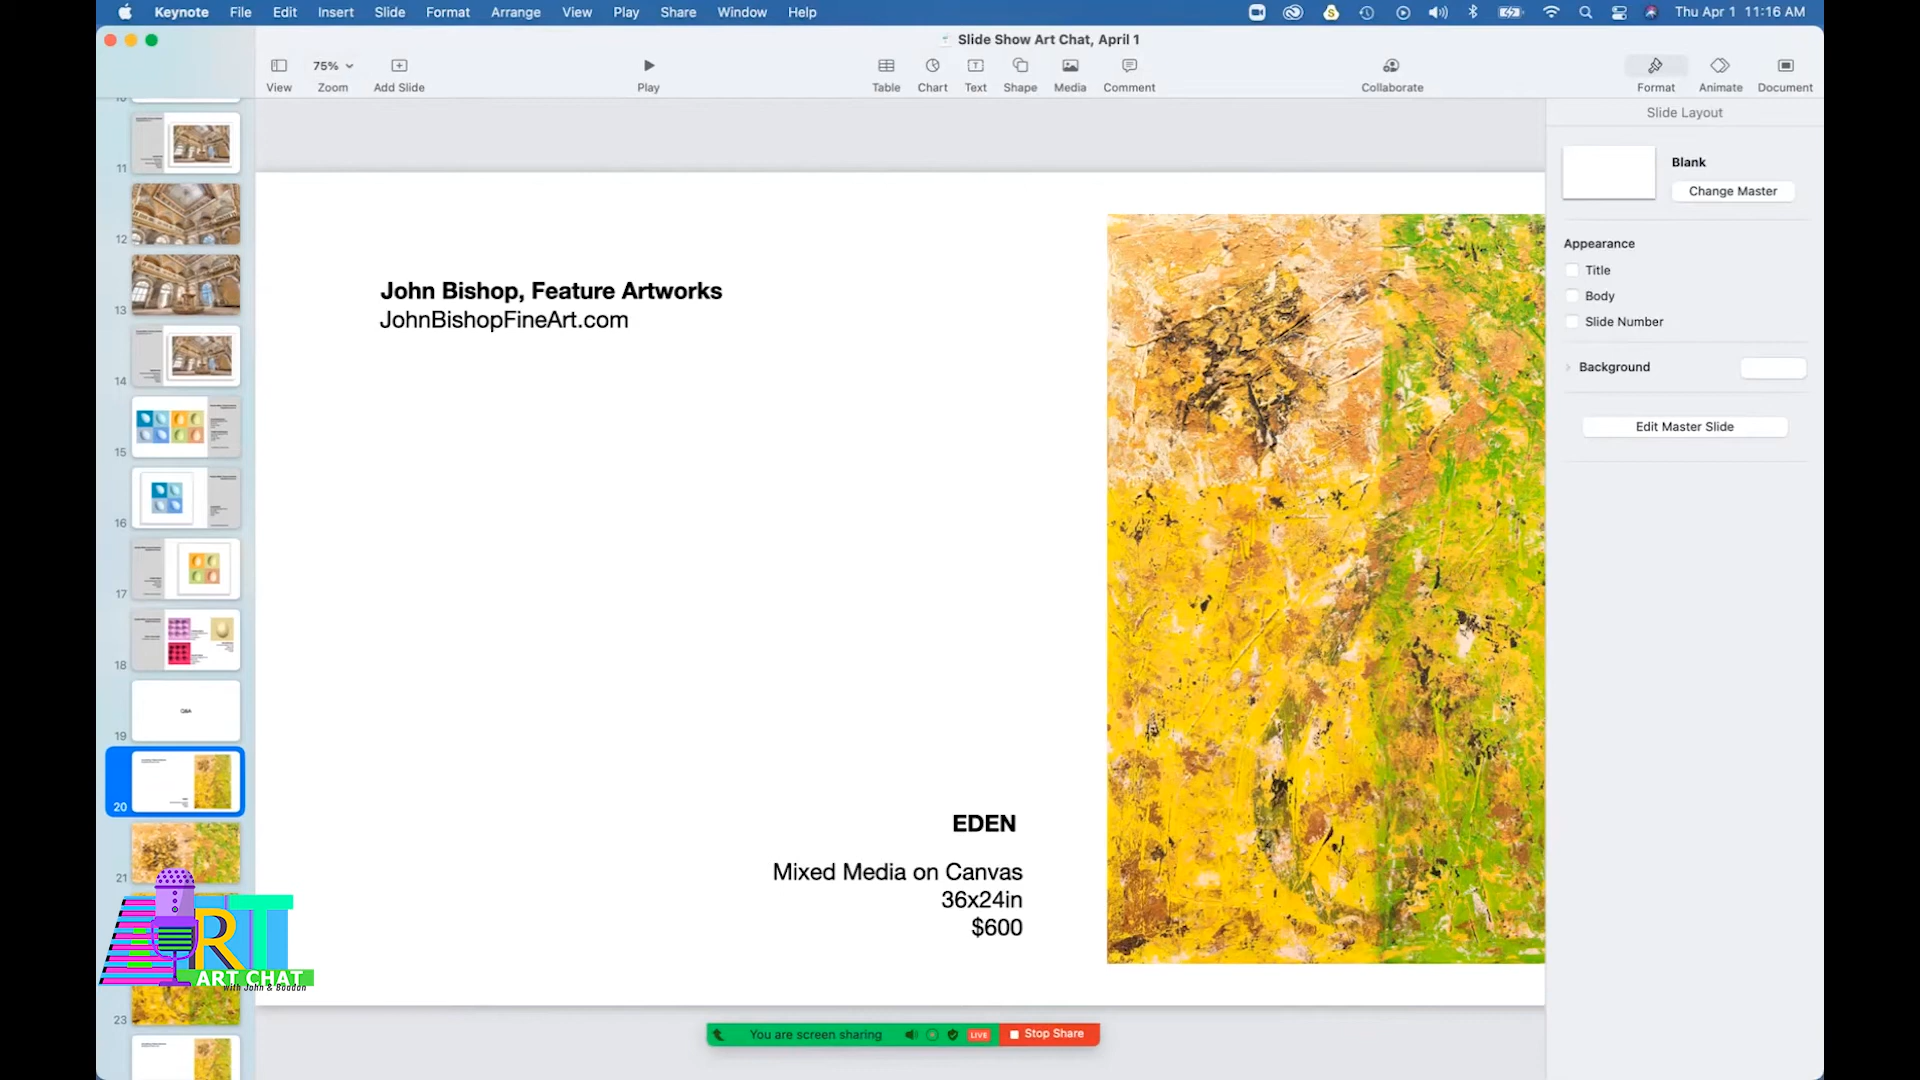 Keynote File Edit Insert Slide Format Arrange View Play Share Window Help
Thu Apr 1 11:16 AM
Slide Show Art Chat, April 1
75%
View Zoom Add Slide Play Table Chart Text Shape Media Comment Collaborate Format Animate Document
Slide Layout
Blank
Change Master
Appearance
Title
Body
Slide Number
Background
Edit Master Slide
11
12
13
14
15
16
17
18
Q&A
19
20
21
23
John Bishop, Feature Artworks
JohnBishopFineArt.com
EDEN
Mixed Media on Canvas
36x24in
$600
ART
ART CHAT
with John & Boadan
You are screen sharing LIVE Stop Share